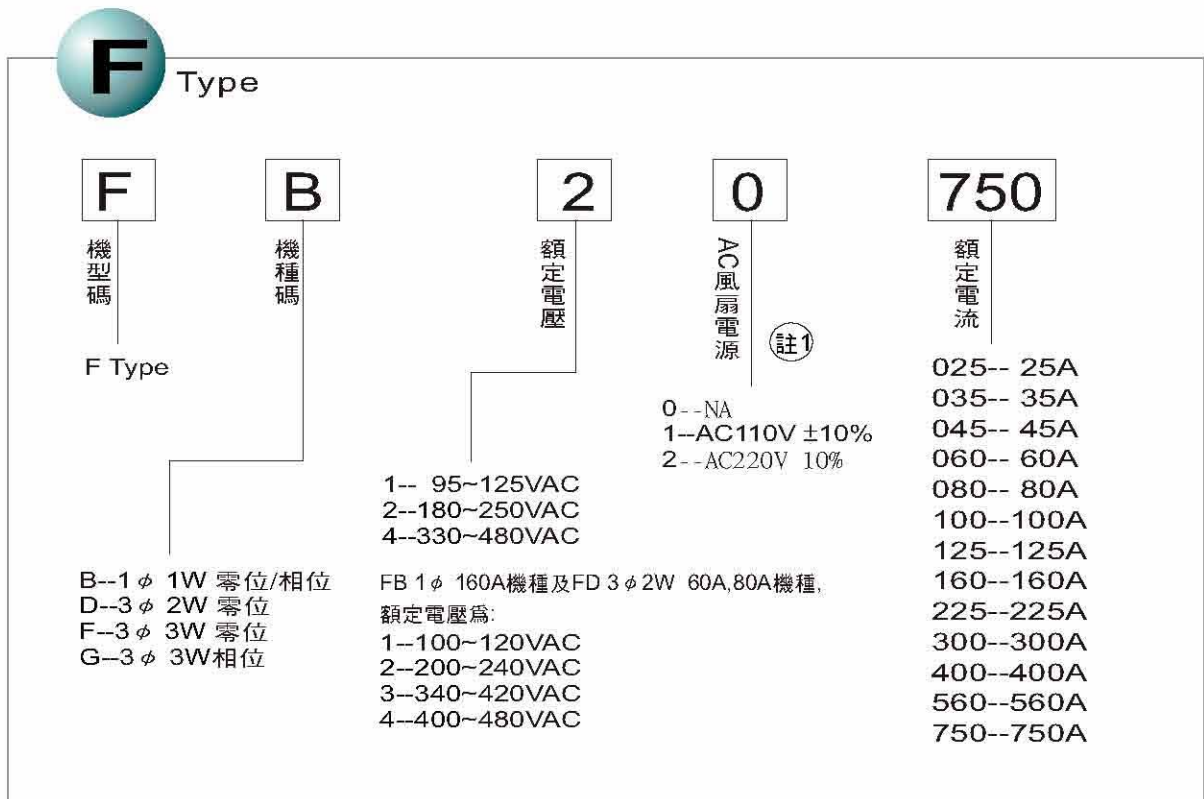 F Type
F
B
2
0
750
機型碼
機種碼
額定電壓
AC風扇電源
註1
額定電流
F Type
B--1φ 1W 零位/相位
D--3φ 2W 零位
F--3φ 3W 零位
G--3φ 3W相位
1-- 95~125VAC
2--180~250VAC
4--330~480VAC
FB 1φ 160A機種及FD 3φ2W 60A,80A機種,
額定電壓爲:
1--100~120VAC
2--200~240VAC
3--340~420VAC
4--400~480VAC
0--NA
1--AC110V ±10%
2--AC220V 10%
025-- 25A
035-- 35A
045-- 45A
060-- 60A
080-- 80A
100--100A
125--125A
160--160A
225--225A
300--300A
400--400A
560--560A
750--750A